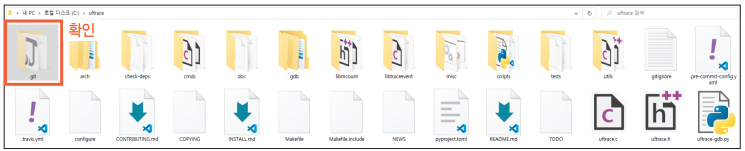 내 PC > 로컬 디스크 (C:) > uftrace
uftrace 검색
확인
.git
arch
check-deps
cmds
doc
gdb
libmcount
libtraceevent
misc
scripts
tests
utils
.gitignore
.pre-commit-config.y
aml
.travis.yml
configure
CONTRIBUTING.md
COPYING
INSTALL.md
Makefile
Makefile.include
NEWS
pyproject.toml
README.md
TODO
uftrace.c
uftrace.h
uftrace-gdb.py